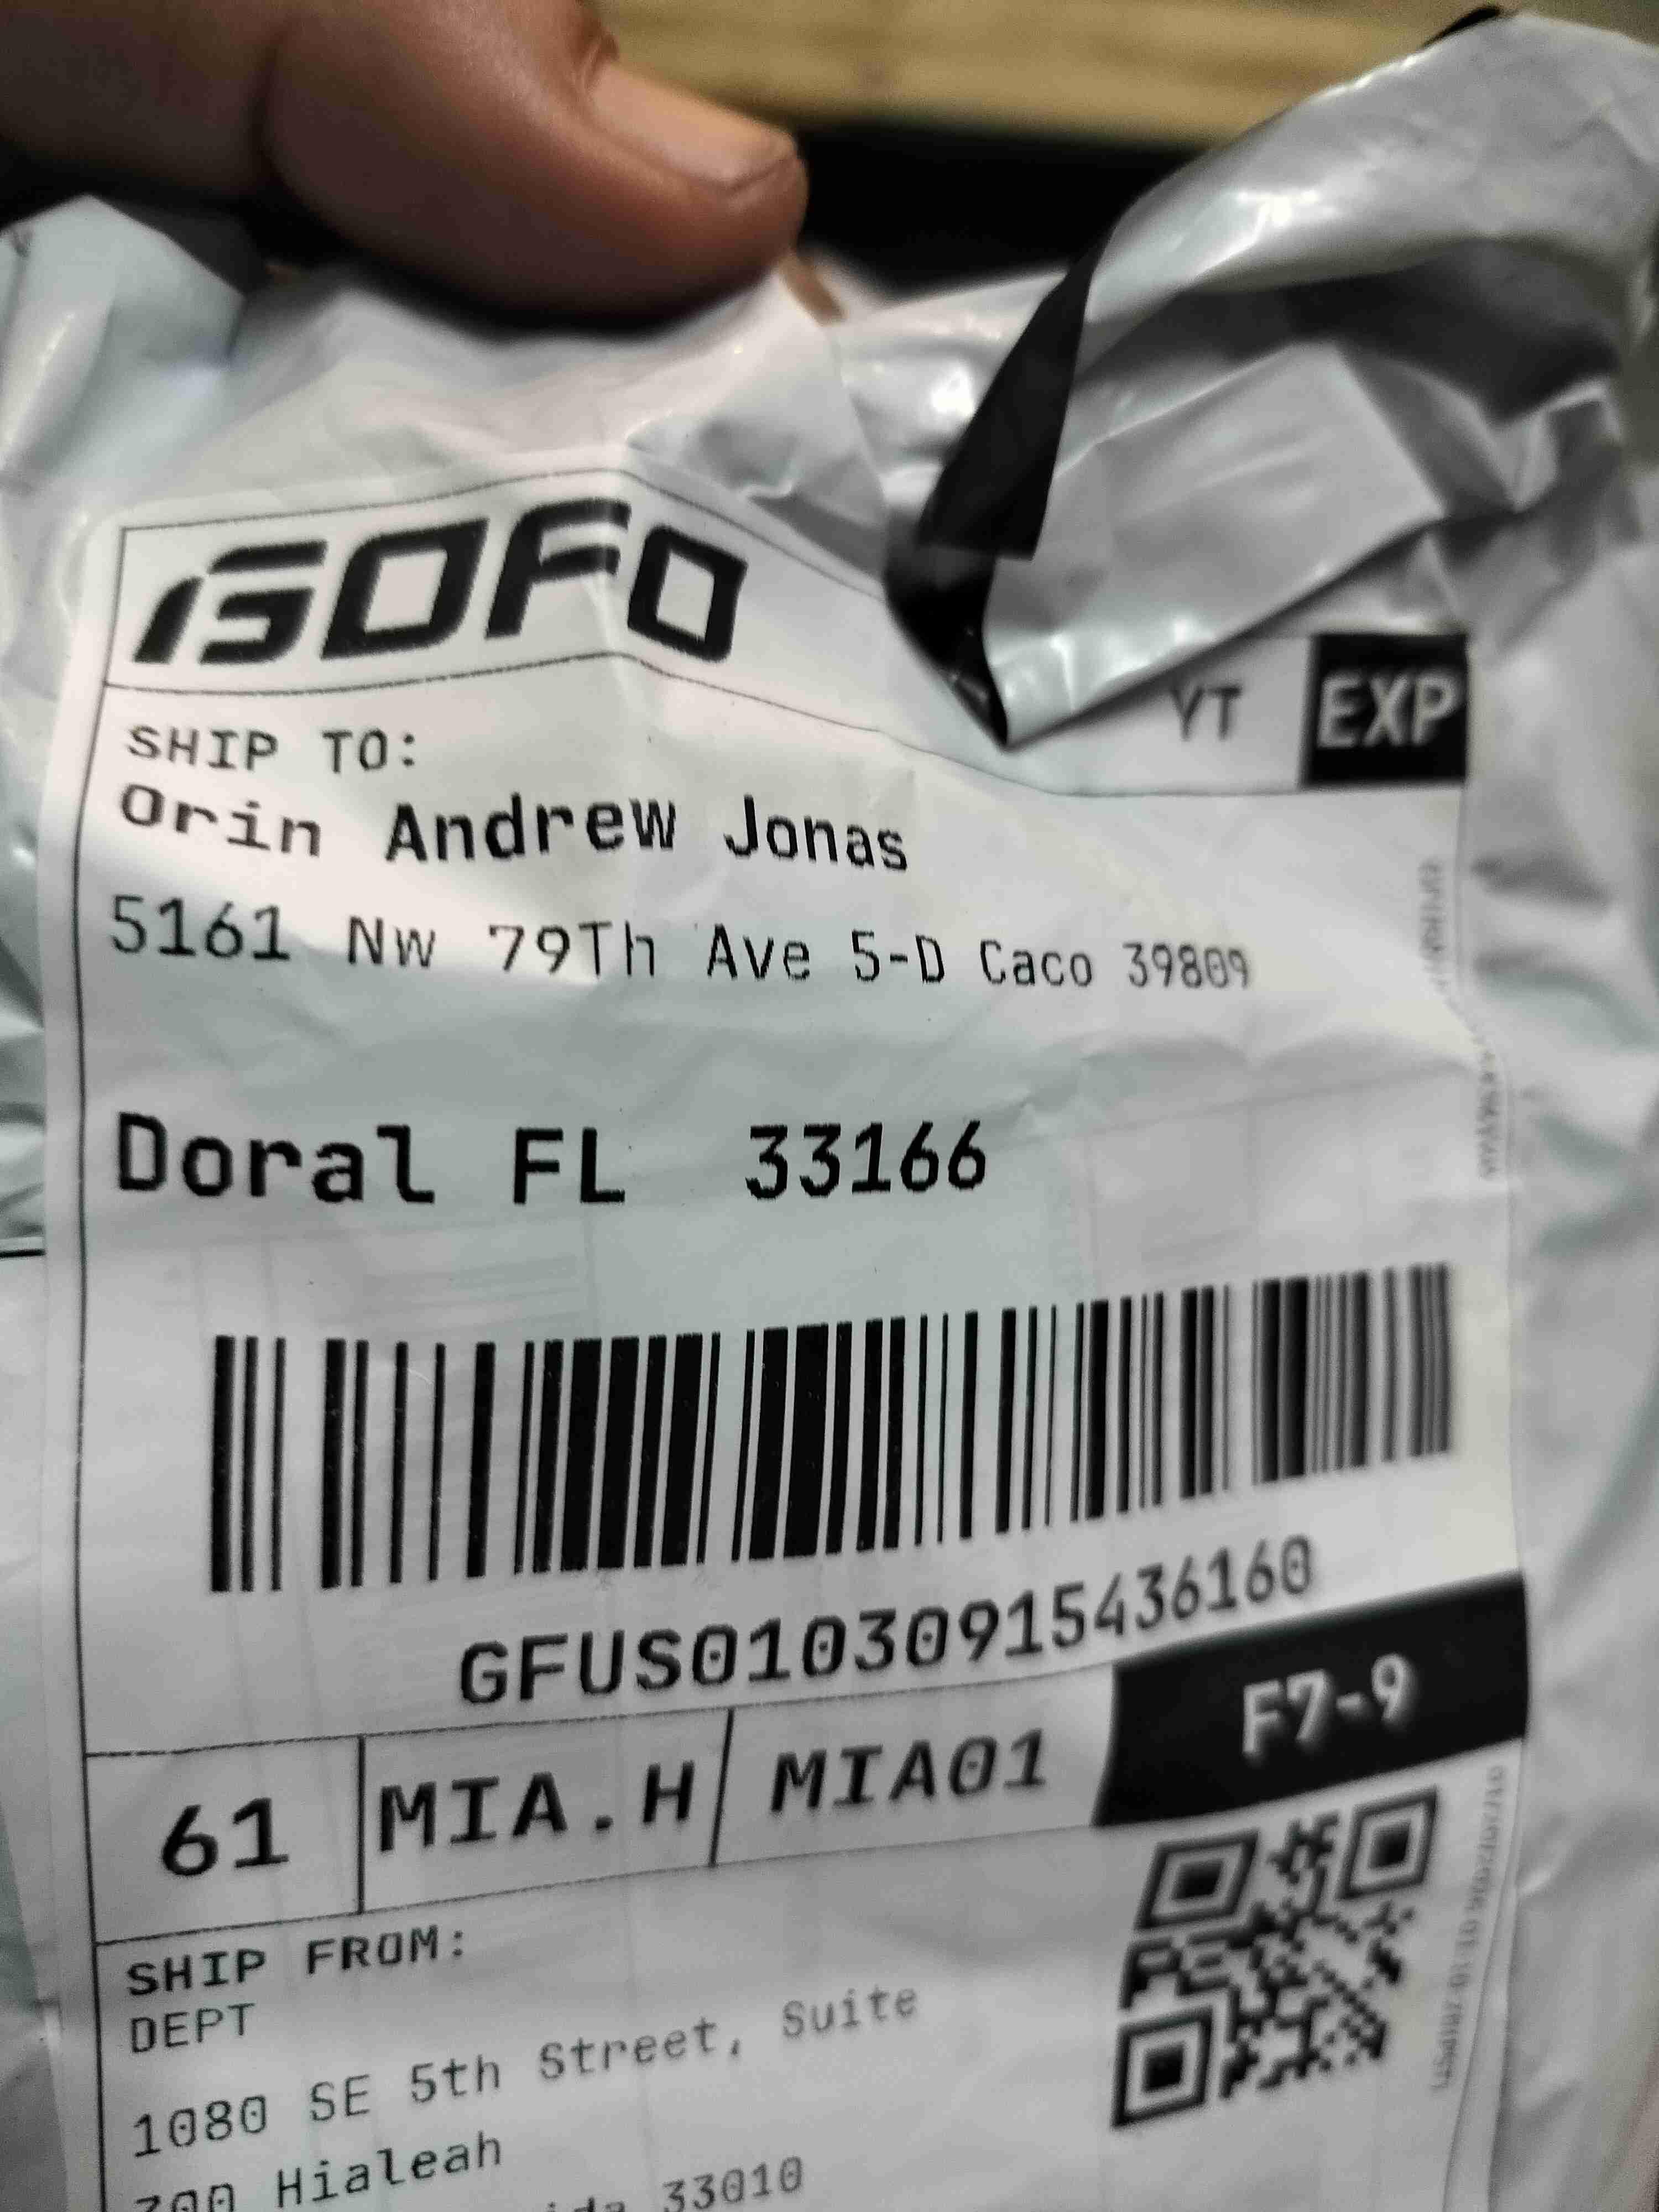 GOFO
YT EXP
SHIP TO:
Orin Andrew Jonas
5161 Nw 79Th Ave 5-D Caco 39809
Doral FL 33166
GFUS01030915436160
61 MIA.H MIA01 F7-9
SHIP FROM:
DEPT
1080 SE 5th Street, Suite
Hialeah
33010